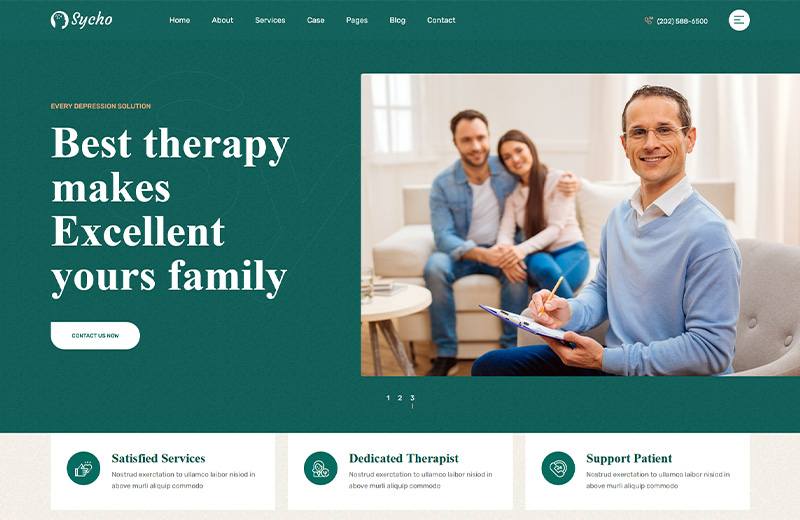 Sycho
Home About Services Case Pages Blog Contact
(202) 588-6500
EVERY DEPRESSION SOLUTION
Best therapy
makes
Excellent
yours family
CONTACT US NOW
1 2 3
Satisfied Services
Nostrud exerctation to ullamco laibor nisiod in
above murli aliquip commodo
Dedicated Therapist
Nostrud exerctation to ullamco laibor nisiod in
above murli aliquip commodo
Support Patient
Nostrud exerctation to ullamco laibor nisiod in
above murli aliquip commodo